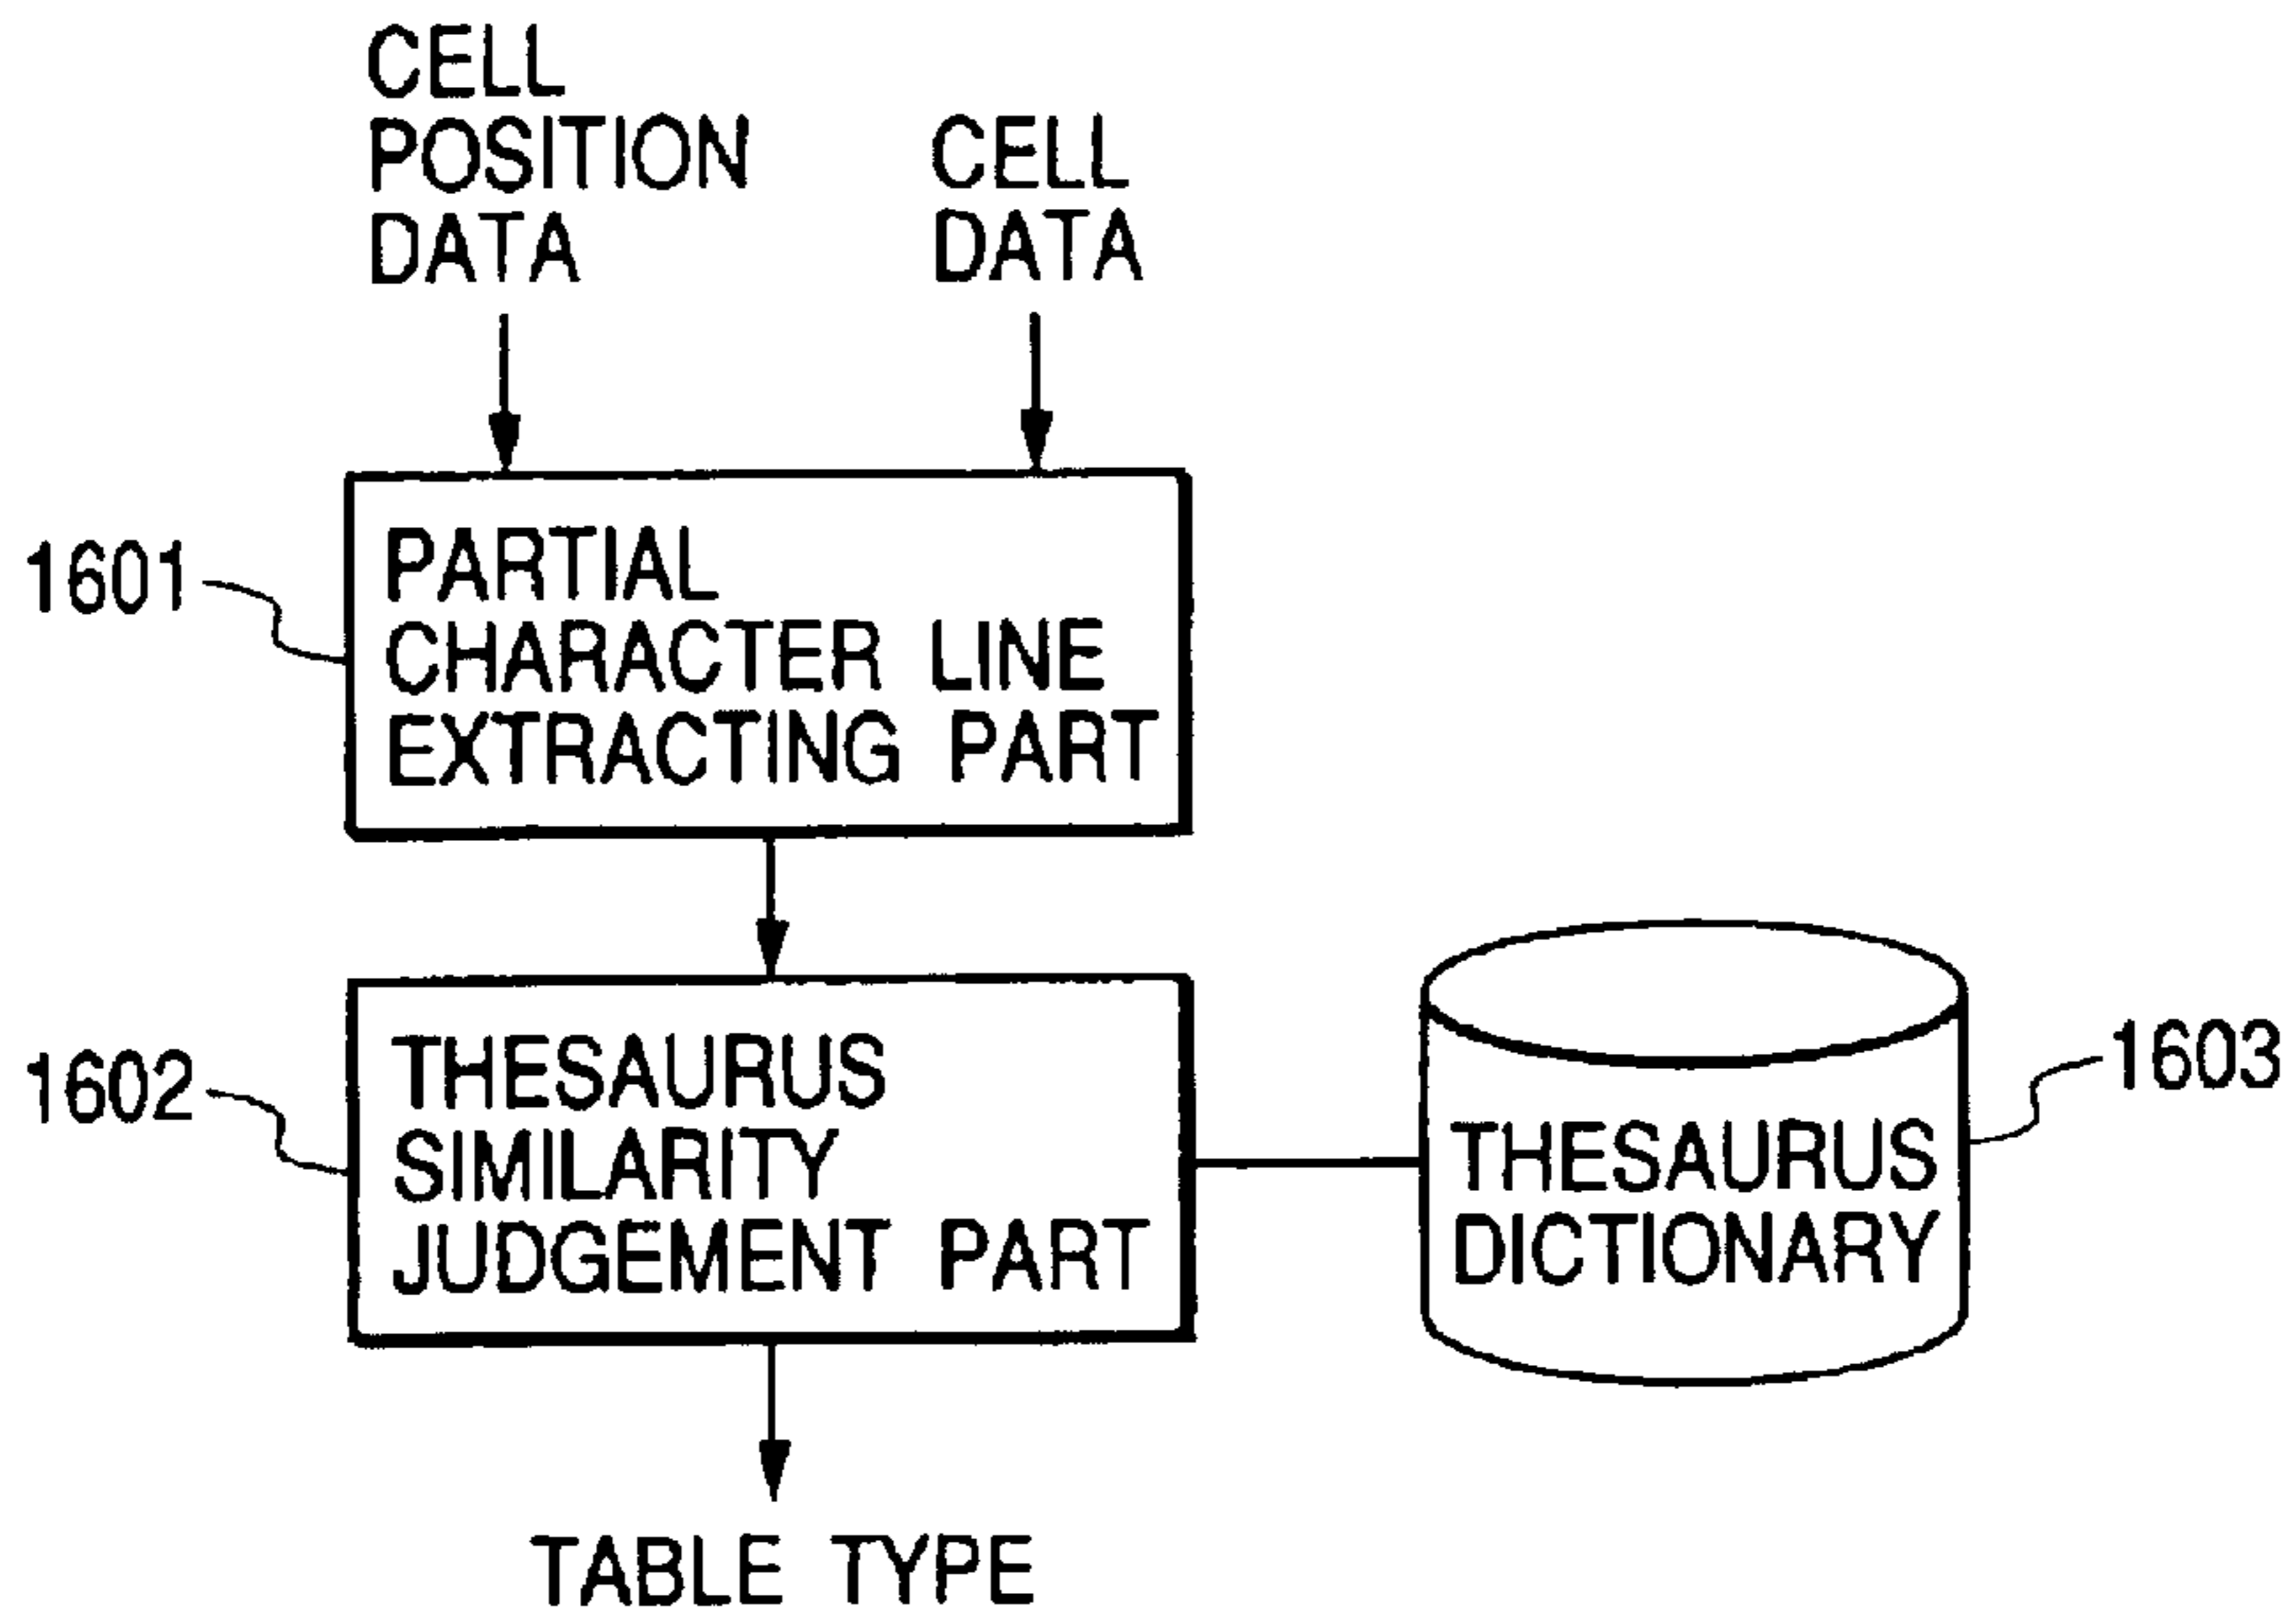 CELL
POSITION
DATA
CELL
DATA
1601
PARTIAL
CHARACTER LINE
EXTRACTING PART
1602
THESAURUS
SIMILARITY
JUDGEMENT PART
1603
THESAURUS
DICTIONARY
TABLE TYPE